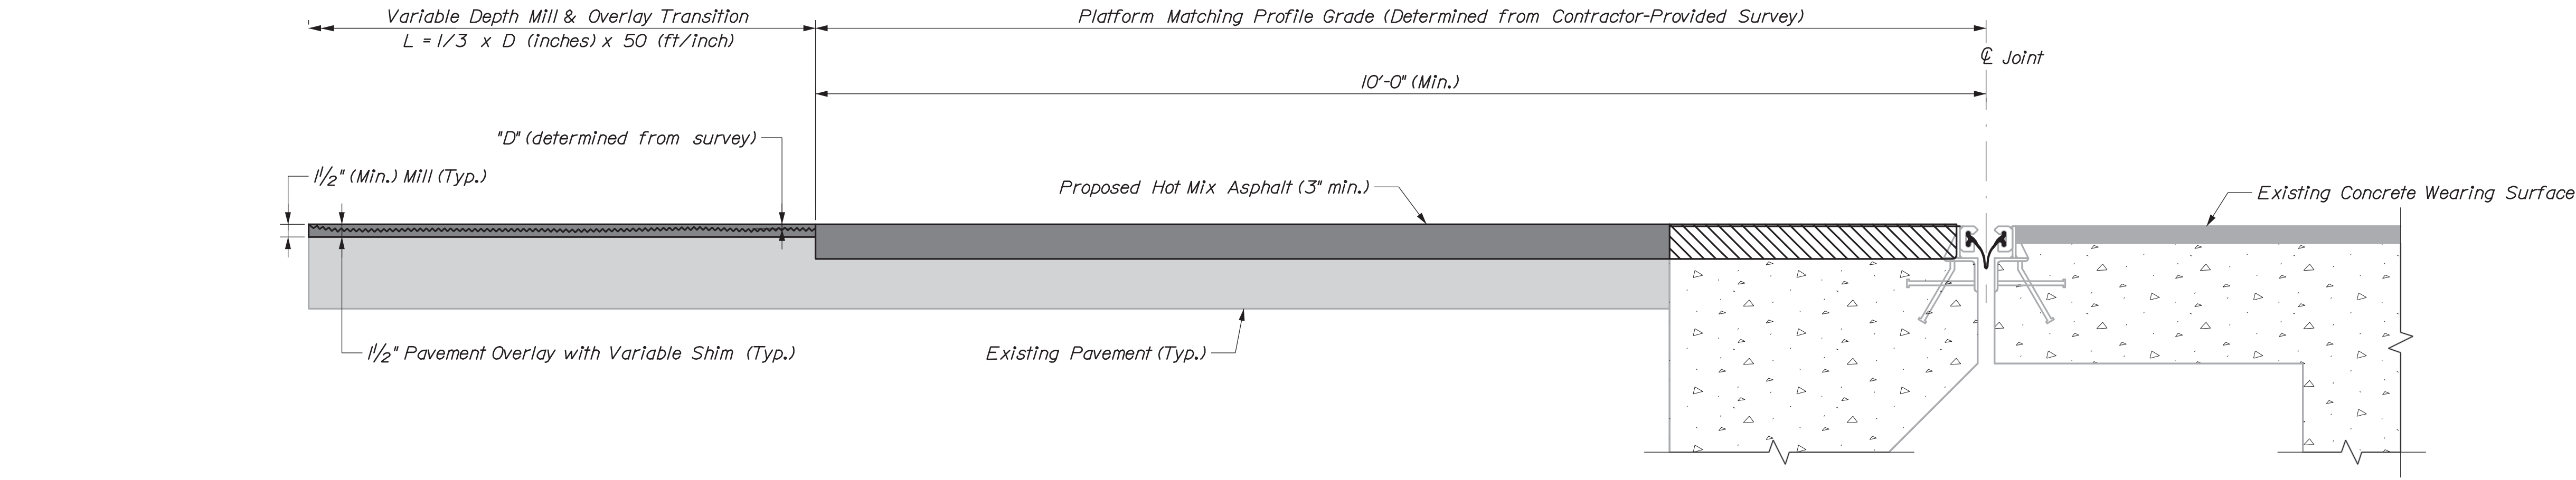 Variable Depth Mill & Overlay Transition
L = 1/3 x D (inches) x 50 (ft/inch)
Platform Matching Profile Grade (Determined from Contractor-Provided Survey)
℄ Joint
10'-0" (Min.)
"D" (determined from survey)
1½" (Min.) Mill (Typ.)
Proposed Hot Mix Asphalt (3" min.)
Existing Concrete Wearing Surface
1½" Pavement Overlay with Variable Shim (Typ.)
Existing Pavement (Typ.)